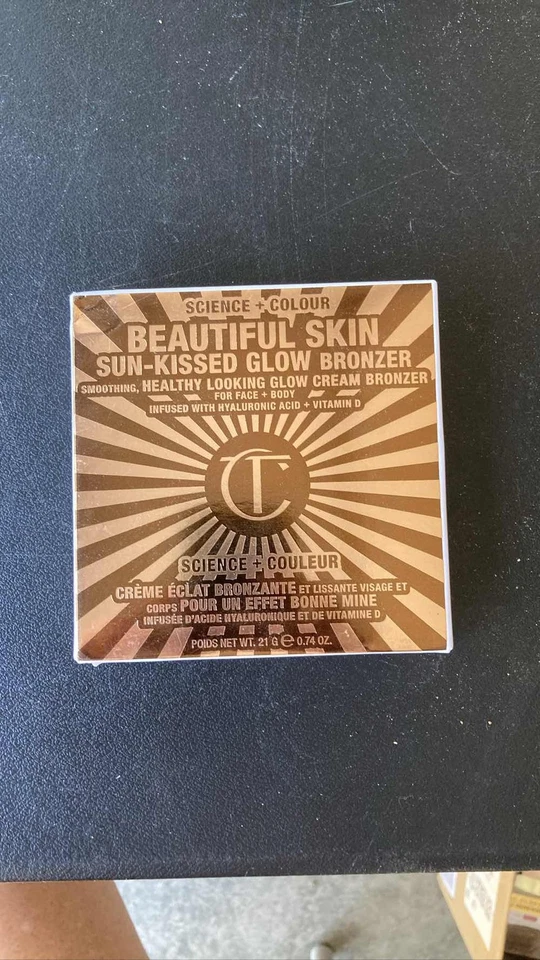 SCIENCE + COLOUR
BEAUTIFUL SKIN
SUN-KISSED GLOW BRONZER
SMOOTHING, HEALTHY LOOKING GLOW CREAM BRONZER
FOR FACE + BODY
INFUSED WITH HYALURONIC ACID + VITAMIN D
CT
SCIENCE + COULEUR
CRÈME ÉCLAT BRONZANTE ET LISSANTE VISAGE ET
CORPS POUR UN EFFET BONNE MINE
INFUSÉE D'ACIDE HYALURONIQUE ET DE VITAMINE D
POIDS NET WT. 21 G ℮ 0.74 OZ.